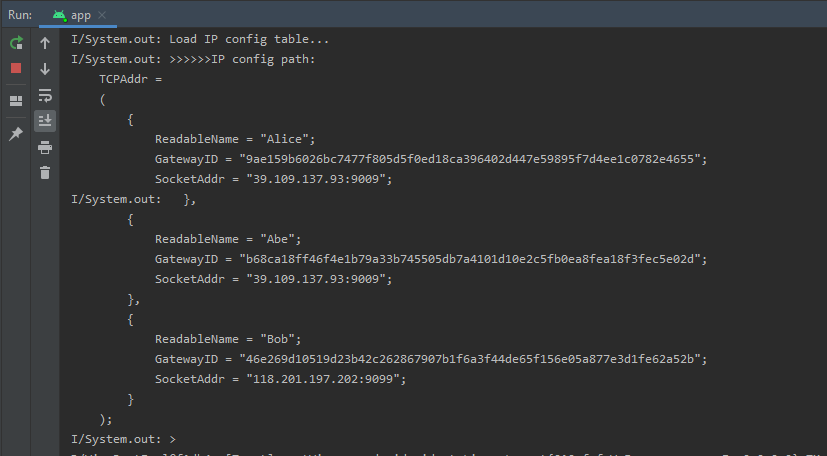 Run: app
I/System.out: Load IP config table...
I/System.out: >>>>>>IP config path:
TCPAddr =
(
{
ReadableName = "Alice";
GatewayID = "9ae159b6026bc7477f805d5f0ed18ca396402d447e59895f7d4ee1c0782e4655";
SocketAddr = "39.109.137.93:9009";
I/System.out: },
{
ReadableName = "Abe";
GatewayID = "b68ca18ff46f4e1b79a33b745505db7a4101d10e2c5fb0ea8fea18f3fec5e02d";
SocketAddr = "39.109.137.93:9009";
},
{
ReadableName = "Bob";
GatewayID = "46e269d10519d23b42c262867907b1f6a3f44de65f156e05a877e3d1fe62a52b";
SocketAddr = "118.201.197.202:9099";
}
);
I/System.out: >